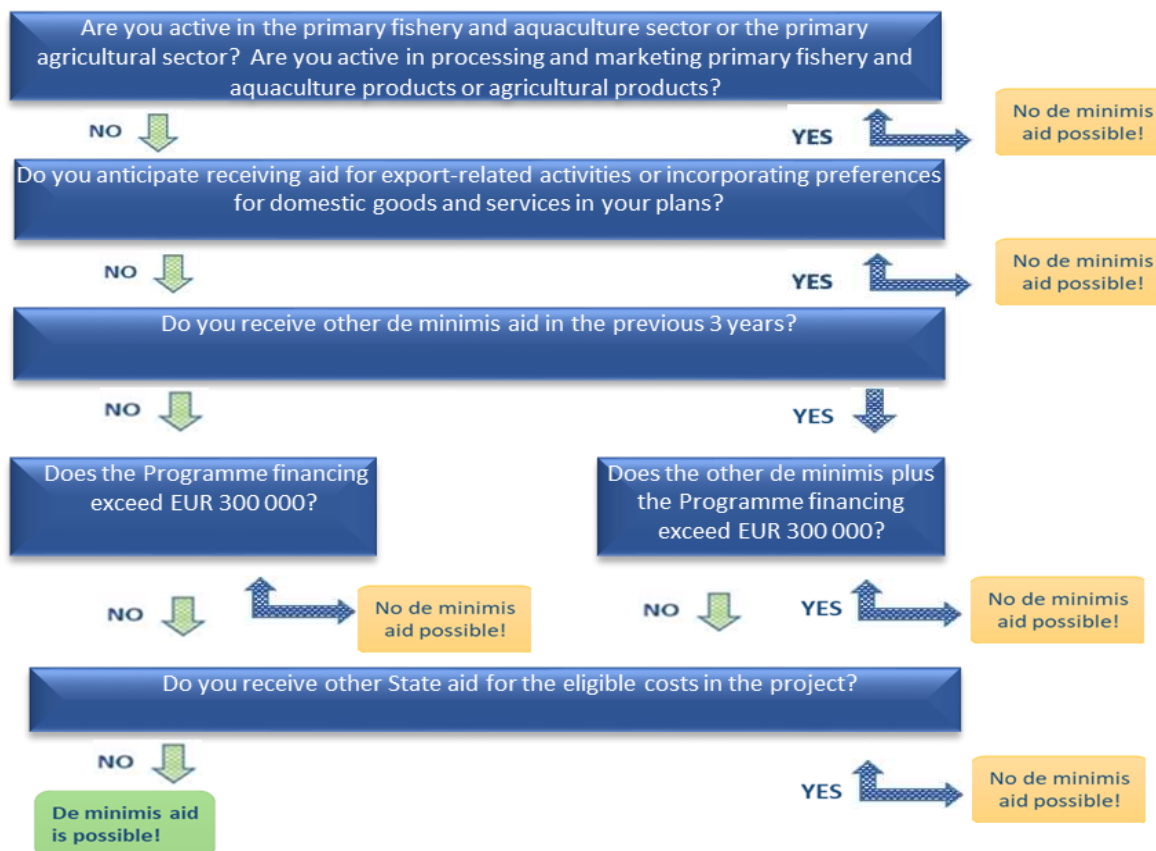 Are you active in the primary fishery and aquaculture sector or the primary
agricultural sector?  Are you active in processing and marketing primary fishery and
aquaculture products or agricultural products?
NO
YES
No de minimis
aid possible!
Do you anticipate receiving aid for export-related activities or incorporating preferences
for domestic goods and services in your plans?
NO
YES
No de minimis
aid possible!
Do you receive other de minimis aid in the previous 3 years?
NO
YES
Does the Programme financing
exceed EUR 300 000?
Does the other de minimis plus
the Programme financing
exceed EUR 300 000?
NO
No de minimis
aid possible!
NO
YES
No de minimis
aid possible!
Do you receive other State aid for the eligible costs in the project?
NO
YES
No de minimis
aid possible!
De minimis aid
is possible!